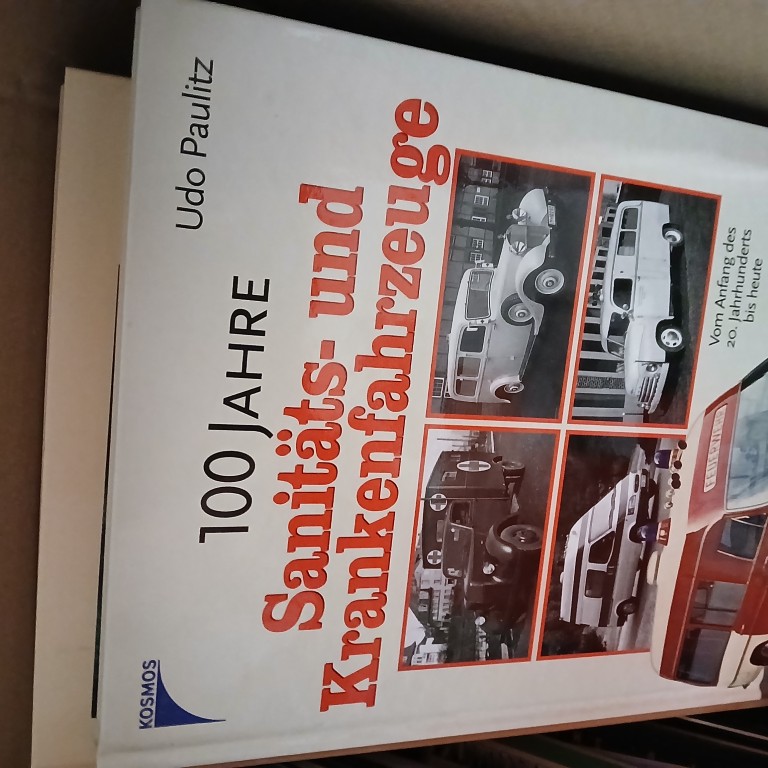 Udo Paulitz
100 JAHRE
Sanitäts- und
Krankenfahrzeuge
Vom Anfang des
20. Jahrhunderts
bis heute
KOSMOS